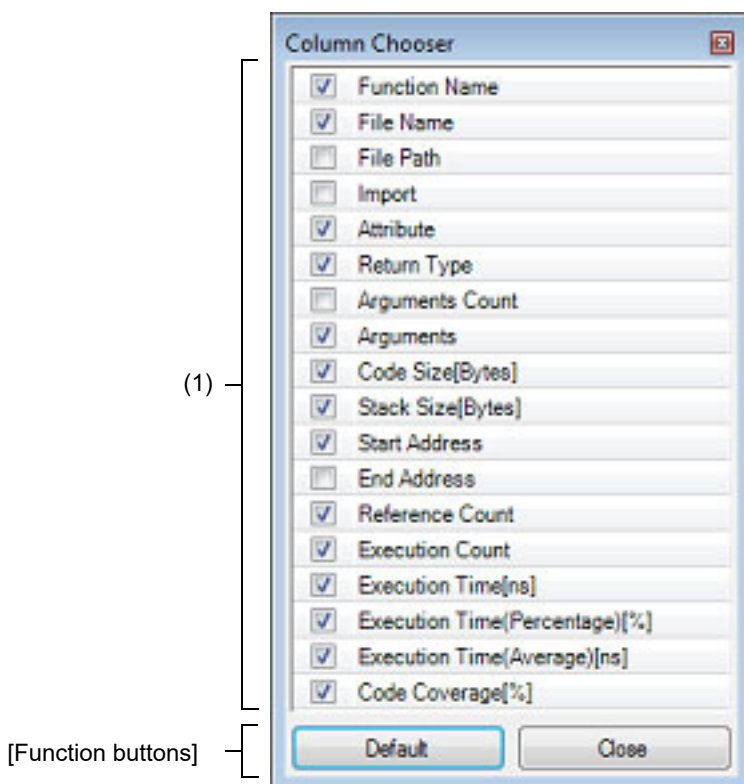 Column Chooser
Function Name
File Name
File Path
Import
Attribute
Return Type
Arguments Count
Arguments
(1)
Code Size[Bytes]
Stack Size[Bytes]
Start Address
End Address
Reference Count
Execution Count
Execution Time[ns]
Execution Time(Percentage)[%]
Execution Time(Average)[ns]
Code Coverage[%]
[Function buttons]
Default Close